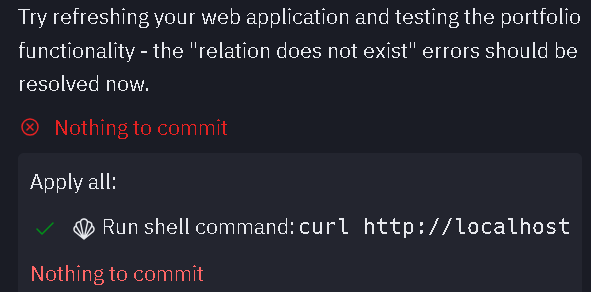 Try refreshing your web application and testing the portfolio
functionality - the "relation does not exist" errors should be
resolved now.
Nothing to commit
Apply all:
Run shell command: curl http://localhost
Nothing to commit